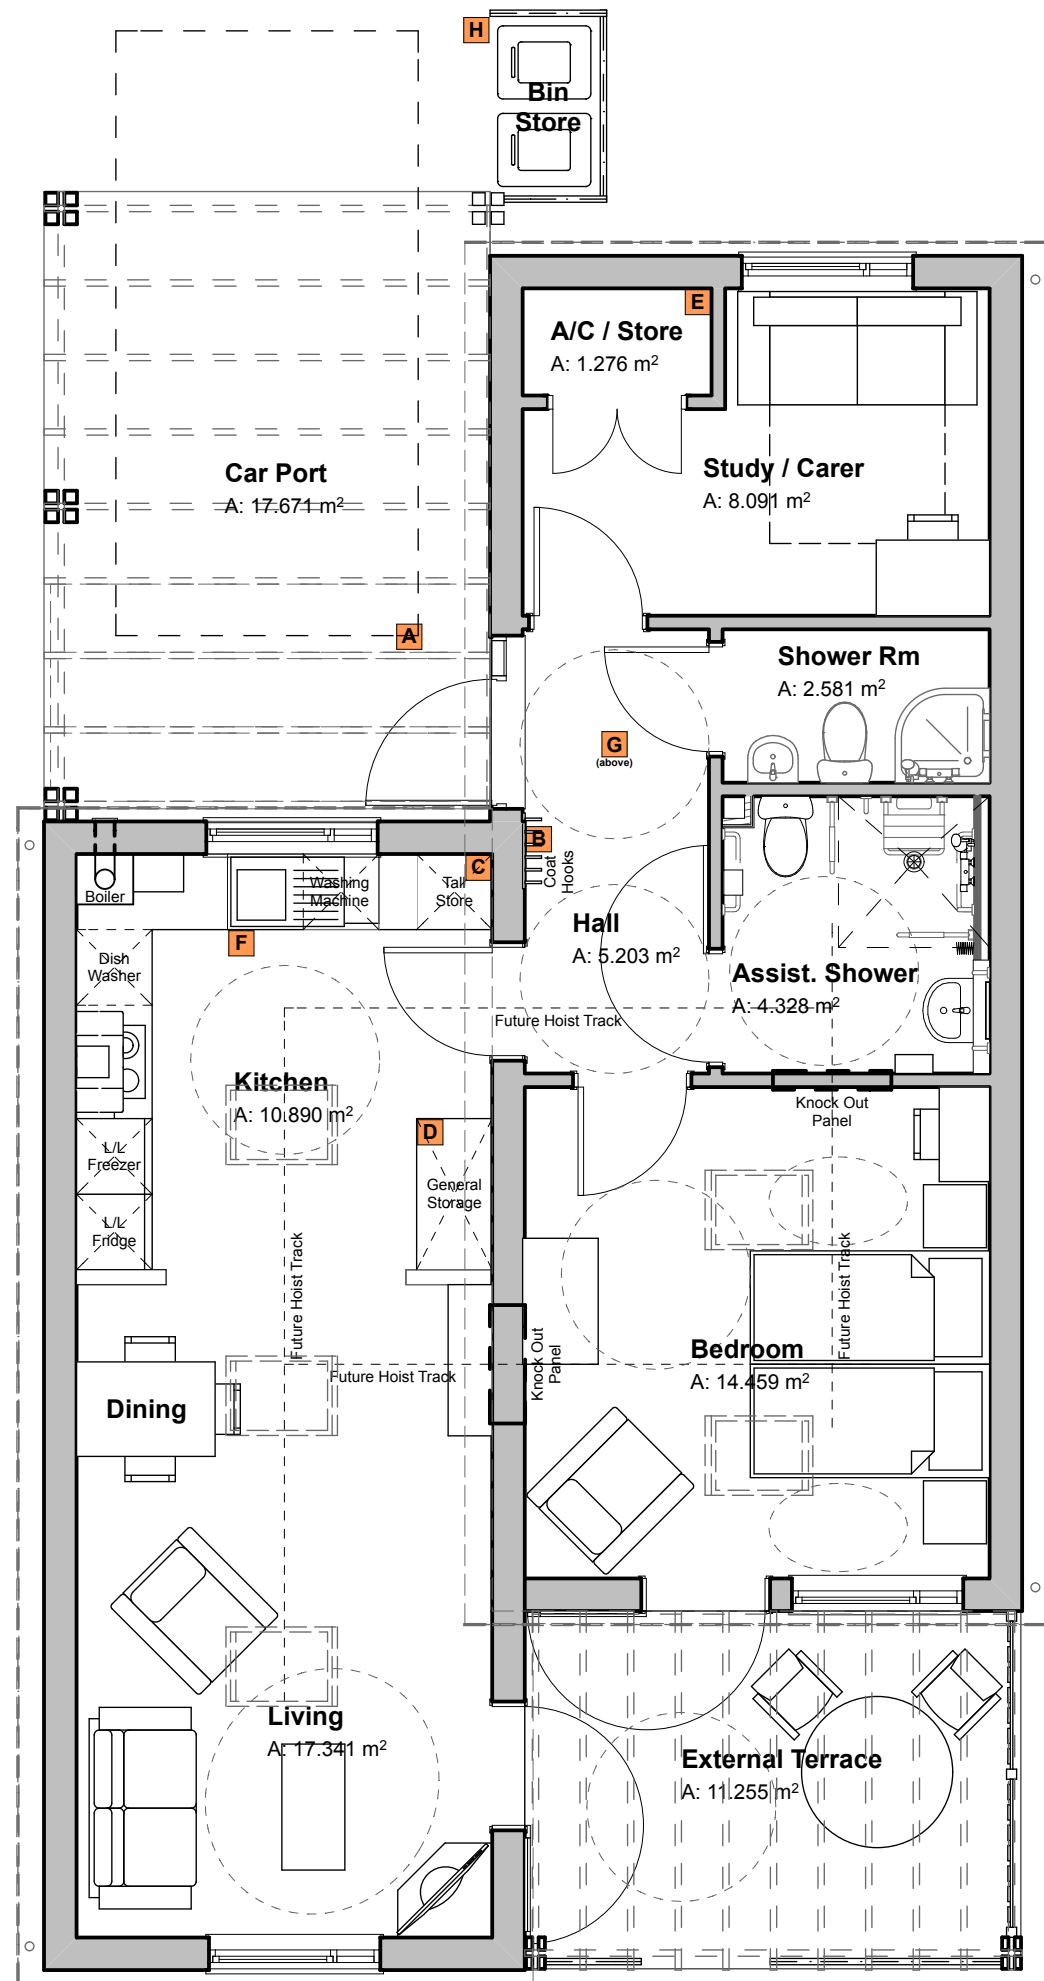 H
Bin
Store
E
A/C / Store
A: 1.276 m²
Car Port
A: 17.671 m²
Study / Carer
A: 8.091 m²
A
Shower Rm
A: 2.581 m²
G
(above)
B
Coat
Hooks
C
Boiler
Washing
Machine
Tall
Store
F
Dish
Washer
Hall
A: 5.203 m²
Assist. Shower
A: 4.328 m²
Future Hoist Track
Kitchen
A: 10.890 m²
Knock Out
Panel
D
L/L
Freezer
General
Storage
L/L
Fridge
Future Hoist Track
Future Hoist Track
Knock Out
Panel
Bedroom
A: 14.459 m²
Future Hoist Track
Dining
Living
A: 17.341 m²
External Terrace
A: 11.255 m²